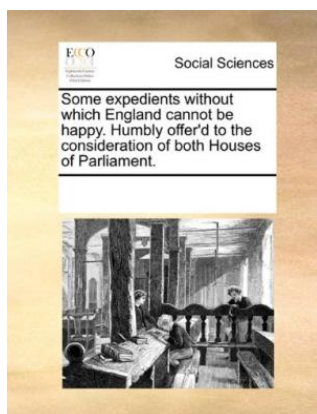 ECCO
Social Sciences
Some expedients without
which England cannot be
happy. Humbly offer'd to the
consideration of both Houses
of Parliament.